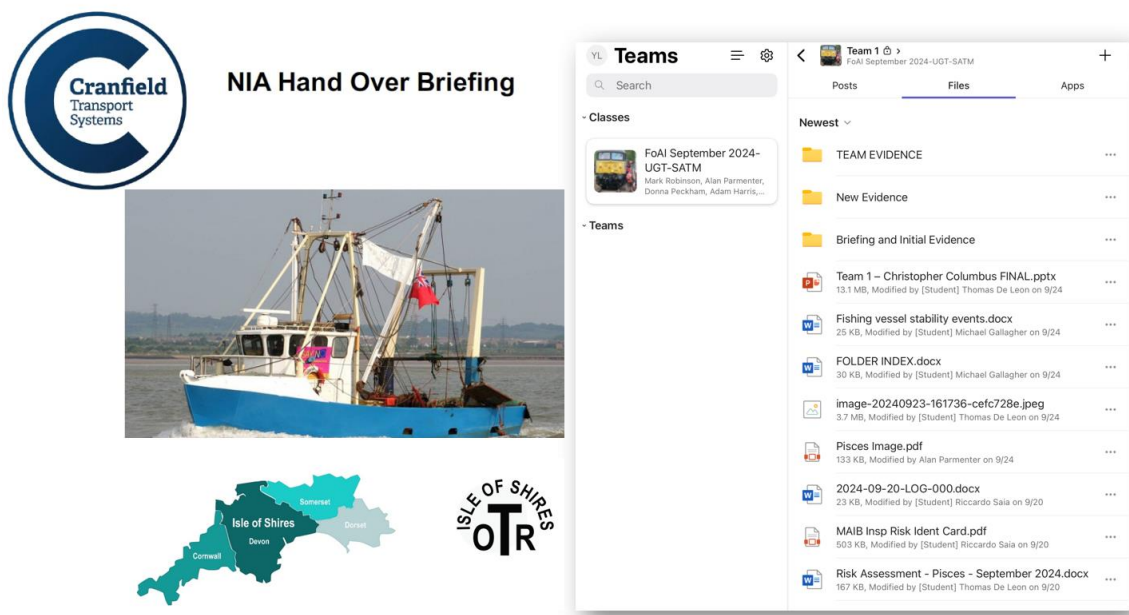 Cranfield
Transport
Systems
NIA Hand Over Briefing
Somerset
Isle of Shires
Dorset
Devon
Cornwall
ISLE OF SHIRES
OTR
YL
Teams
Search
Classes
FoAI September 2024-
UGT-SATM
Mark Robinson, Alan Parmenter,
Donna Peckham, Adam Harris,...
Teams
Team 1
FoAI September 2024-UGT-SATM
Posts
Files
Apps
Newest
TEAM EVIDENCE
New Evidence
Briefing and Initial Evidence
Team 1 – Christopher Columbus FINAL.pptx
13.1 MB, Modified by [Student] Thomas De Leon on 9/24
Fishing vessel stability events.docx
25 KB, Modified by [Student] Michael Gallagher on 9/24
FOLDER INDEX.docx
30 KB, Modified by [Student] Michael Gallagher on 9/24
image-20240923-161736-cefc728e.jpeg
3.7 MB, Modified by [Student] Thomas De Leon on 9/24
Pisces Image.pdf
133 KB, Modified by Alan Parmenter on 9/24
2024-09-20-LOG-000.docx
23 KB, Modified by [Student] Riccardo Saia on 9/20
MAIB Insp Risk Ident Card.pdf
503 KB, Modified by [Student] Riccardo Saia on 9/20
Risk Assessment - Pisces - September 2024.docx
167 KB, Modified by [Student] Thomas De Leon on 9/20